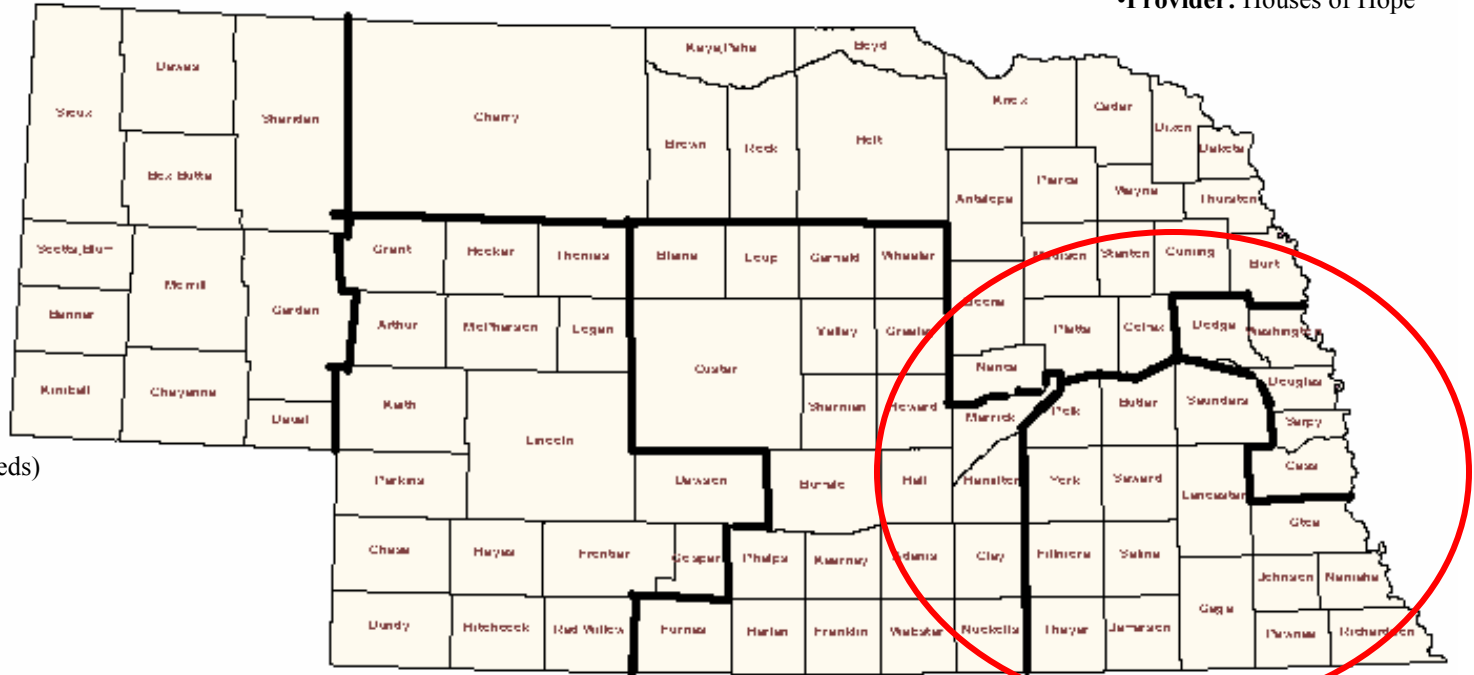 •Provider: Houses of Hope
Keya Paha
Boyd
Dawes
Sioux
Sheridan
Cherry
Knox
Cedar
Dixon
Dakota
Brown
Rock
Holt
Box Butte
Antelope
Pierce
Wayne
Thurston
Scotts Bluff
Grant
Hooker
Thomas
Blaine
Loup
Garfield
Wheeler
Madison
Stanton
Cuming
Burt
Morrill
Banner
Garden
Arthur
McPherson
Logan
Valley
Greeley
Boone
Platte
Colfax
Dodge
Washington
Kimball
Cheyenne
Deuel
Keith
Lincoln
Custer
Sherman
Howard
Nance
Merrick
Polk
Butler
Saunders
Douglas
Sarpy
eds)
Perkins
Dawson
Buffalo
Hall
Hamilton
York
Seward
Lancaster
Cass
Otoe
Chase
Hayes
Frontier
Gosper
Phelps
Kearney
Adams
Clay
Fillmore
Saline
Johnson
Nemaha
Dundy
Hitchcock
Red Willow
Furnas
Harlan
Franklin
Webster
Nuckolls
Thayer
Jefferson
Gage
Pawnee
Richardson